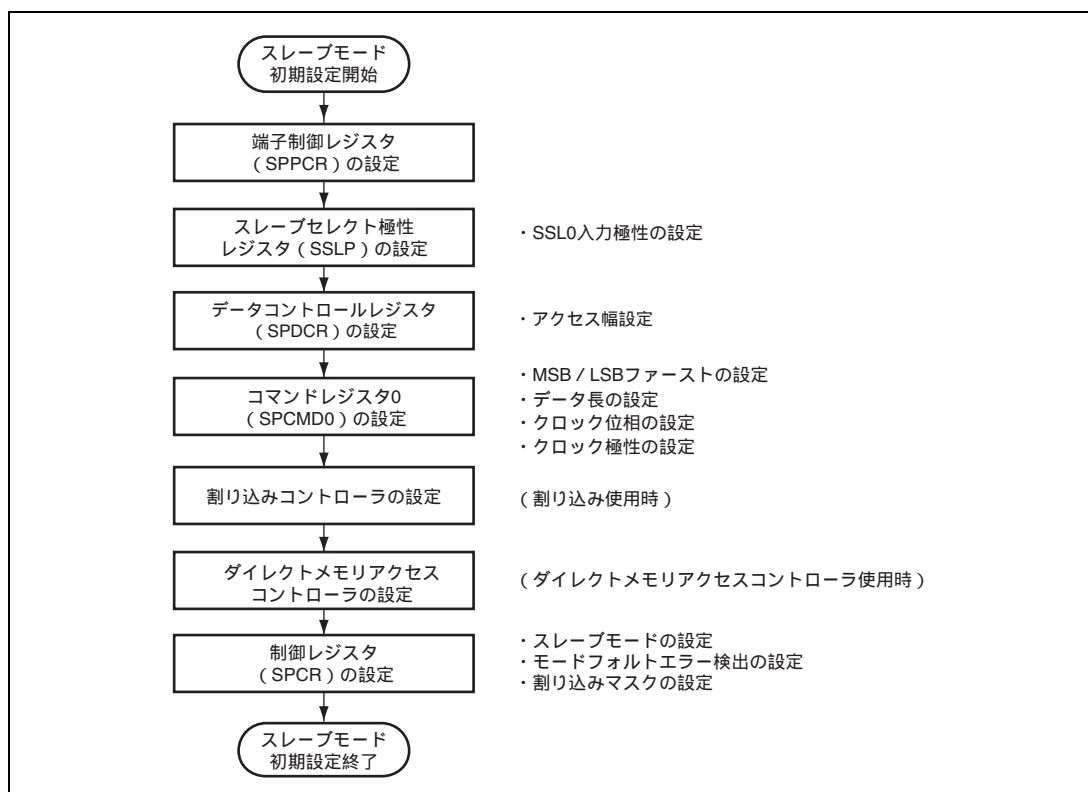 スレーブモード
初期設定開始
端子制御レジスタ
（SPPCR）の設定
スレーブセレクト極性
レジスタ（SSLP）の設定
・SSL0入力極性の設定
データコントロールレジスタ
（SPDCR）の設定
・アクセス幅設定
コマンドレジスタ0
（SPCMD0）の設定
・MSB / LSBファーストの設定
・データ長の設定
・クロック位相の設定
・クロック極性の設定
割り込みコントローラの設定
（割り込み使用時）
ダイレクトメモリアクセス
コントローラの設定
（ダイレクトメモリアクセスコントローラ使用時）
制御レジスタ
（SPCR）の設定
・スレーブモードの設定
・モードフォルトエラー検出の設定
・割り込みマスクの設定
スレーブモード
初期設定終了